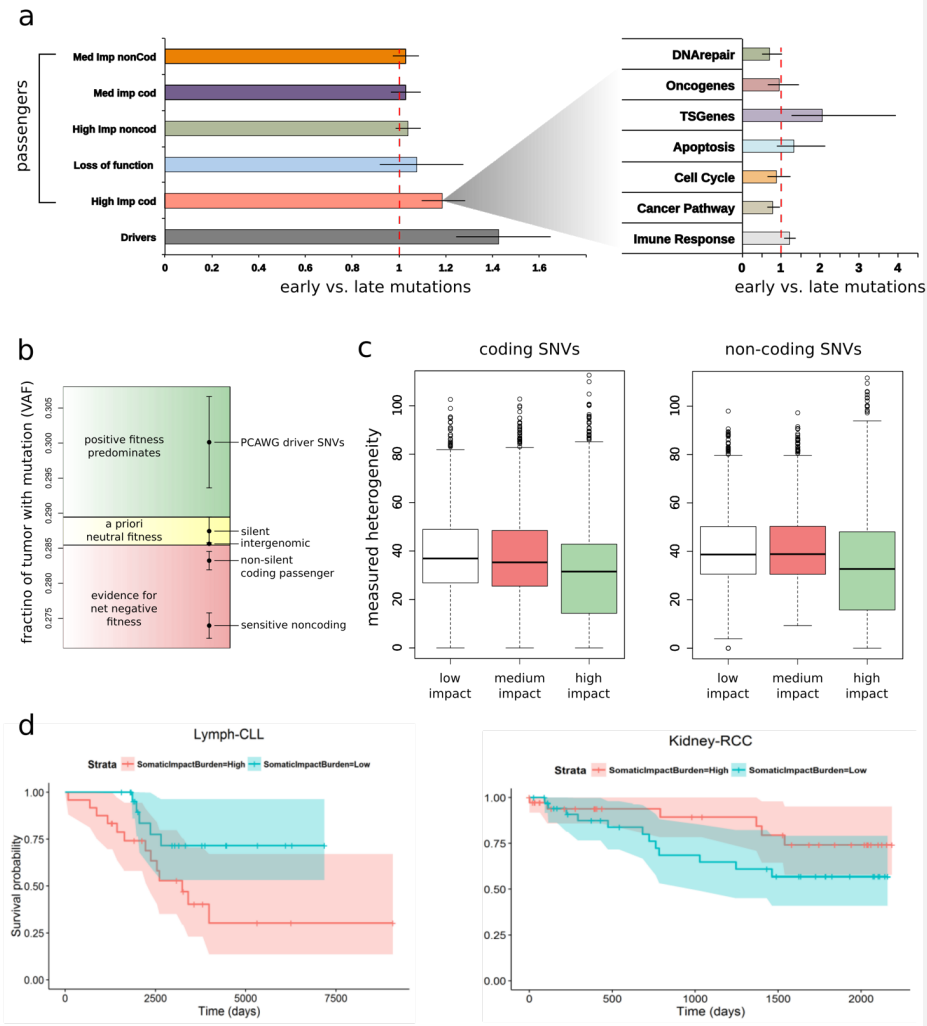 a
passengers
Med Imp nonCod
Med imp cod
High Imp noncod
Loss of function
High Imp cod
Drivers
0 0.2 0.4 0.6 0.8 1 1.2 1.4 1.6
early vs. late mutations
DNArepair
Oncogenes
TSGenes
Apoptosis
Cell Cycle
Cancer Pathway
Imune Response
0 1 2 3 4
early vs. late mutations
b
fractino of tumor with mutation (VAF)
0.305
0.300
0.295
0.290
0.285
0.280
0.275
positive fitness
predominates
a priori
neutral fitness
evidence for
net negative
fitness
PCAWG driver SNVs
silent
intergenomic
non-silent
coding passenger
sensitive noncoding
c
coding SNVs
measured heterogeneity
100
80
60
40
20
0
low
impact
medium
impact
high
impact
non-coding SNVs
100
80
60
40
20
0
low
impact
medium
impact
high
impact
d
Lymph-CLL
Strata SomaticImpactBurden=High SomaticImpactBurden=Low
Survival probability
1.00
0.75
0.50
0.25
0.00
0 2500 5000 7500
Time (days)
Kidney-RCC
Strata SomaticImpactBurden=High SomaticImpactBurden=Low
1.00
0.75
0.50
0.25
0.00
0 500 1000 1500 2000
Time (days)